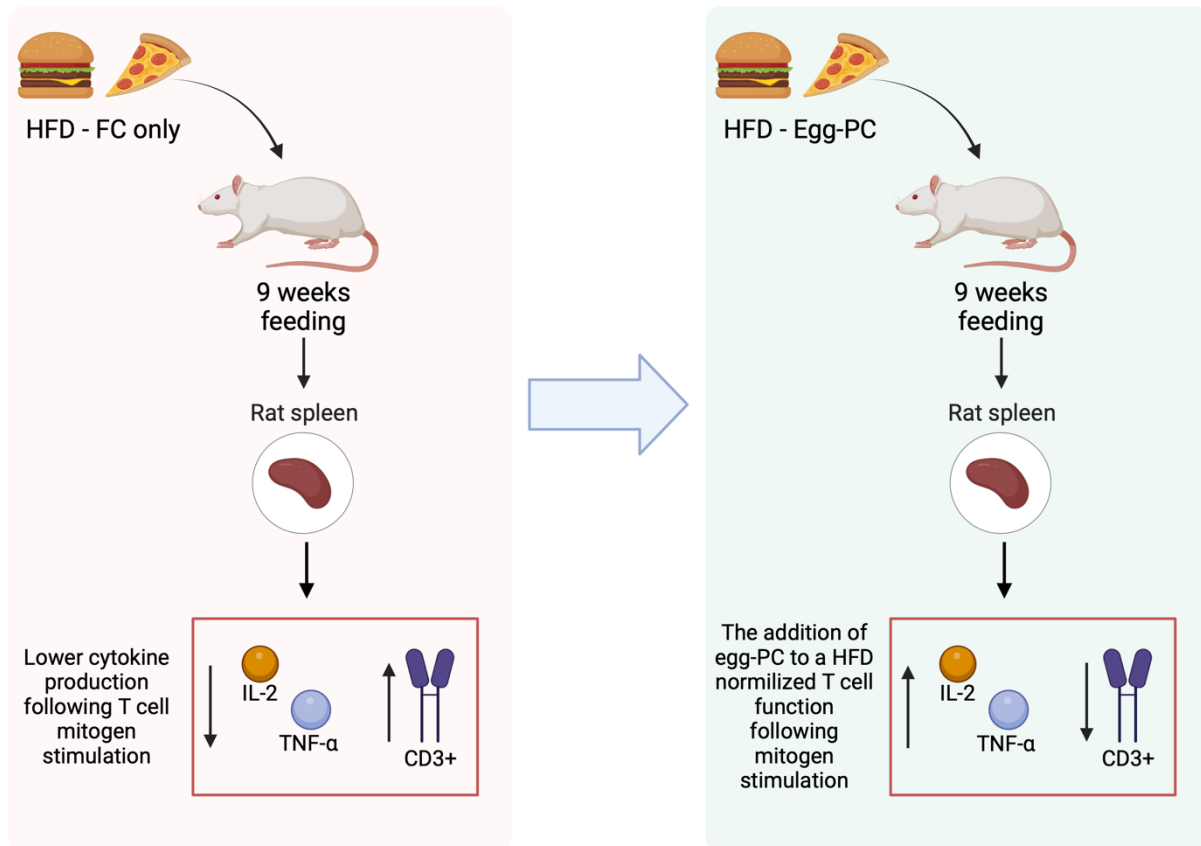 HFD - FC only
9 weeks
feeding
Rat spleen
Lower cytokine
production
following T cell
mitogen
stimulation
IL-2
TNF-α
CD3+
HFD - Egg-PC
9 weeks
feeding
Rat spleen
The addition of
egg-PC to a HFD
normilized T cell
function
following
mitogen
stimulation
IL-2
TNF-α
CD3+